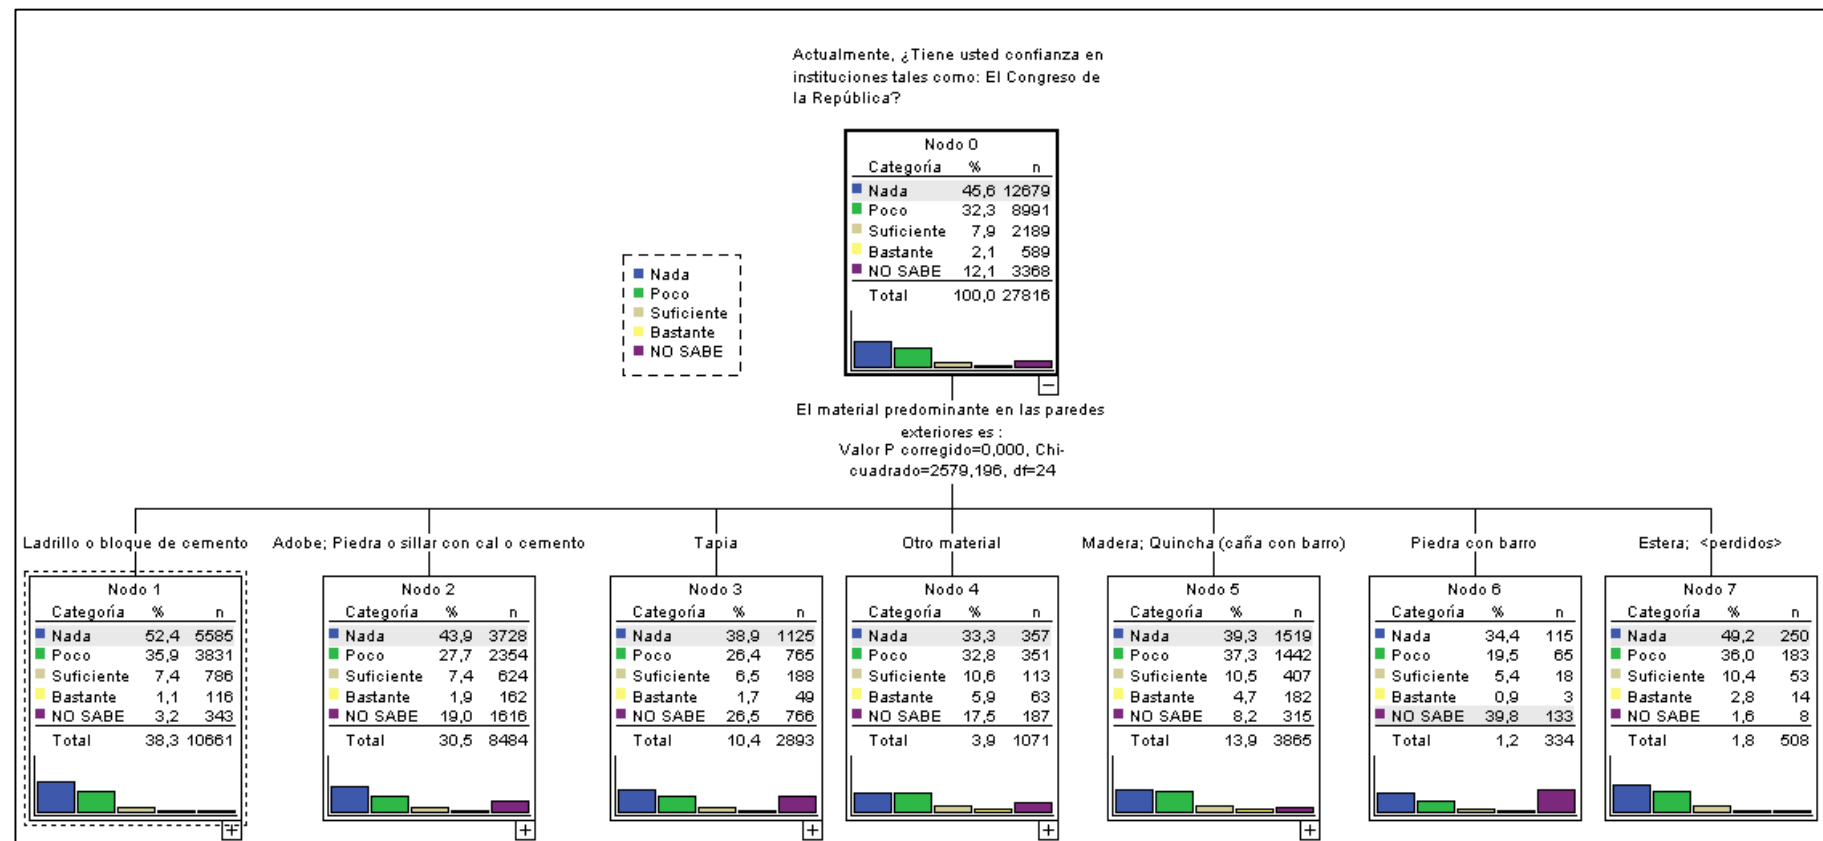 Actualmente, ¿Tiene usted confianza en
instituciones tales como: El Congreso de
la República?
Nodo 0
Categoría % n
Nada 45,6 12679
Poco 32,3 8991
Suficiente 7,9 2189
Bastante 2,1 589
NO SABE 12,1 3368
Total 100,0 27816
Nada
Poco
Suficiente
Bastante
NO SABE
El material predominante en las paredes
exteriores es :
Valor P corregido=0,000, Chi-
cuadrado=2579,196, df=24
Ladrillo o bloque de cemento
Nodo 1
Categoría % n
Nada 52,4 5585
Poco 35,9 3831
Suficiente 7,4 786
Bastante 1,1 116
NO SABE 3,2 343
Total 38,3 10661
Adobe; Piedra o sillar con cal o cemento
Nodo 2
Categoría % n
Nada 43,9 3728
Poco 27,7 2354
Suficiente 7,4 624
Bastante 1,9 162
NO SABE 19,0 1616
Total 30,5 8484
Tapia
Nodo 3
Categoría % n
Nada 38,9 1125
Poco 26,4 765
Suficiente 6,5 188
Bastante 1,7 49
NO SABE 26,5 766
Total 10,4 2893
Otro material
Nodo 4
Categoría % n
Nada 33,3 357
Poco 32,8 351
Suficiente 10,6 113
Bastante 5,9 63
NO SABE 17,5 187
Total 3,9 1071
Madera; Quincha (caña con barro)
Nodo 5
Categoría % n
Nada 39,3 1519
Poco 37,3 1442
Suficiente 10,5 407
Bastante 4,7 182
NO SABE 8,2 315
Total 13,9 3865
Piedra con barro
Nodo 6
Categoría % n
Nada 34,4 115
Poco 19,5 65
Suficiente 5,4 18
Bastante 0,9 3
NO SABE 39,8 133
Total 1,2 334
Estera; <perdidos>
Nodo 7
Categoría % n
Nada 49,2 250
Poco 36,0 183
Suficiente 10,4 53
Bastante 2,8 14
NO SABE 1,6 8
Total 1,8 508